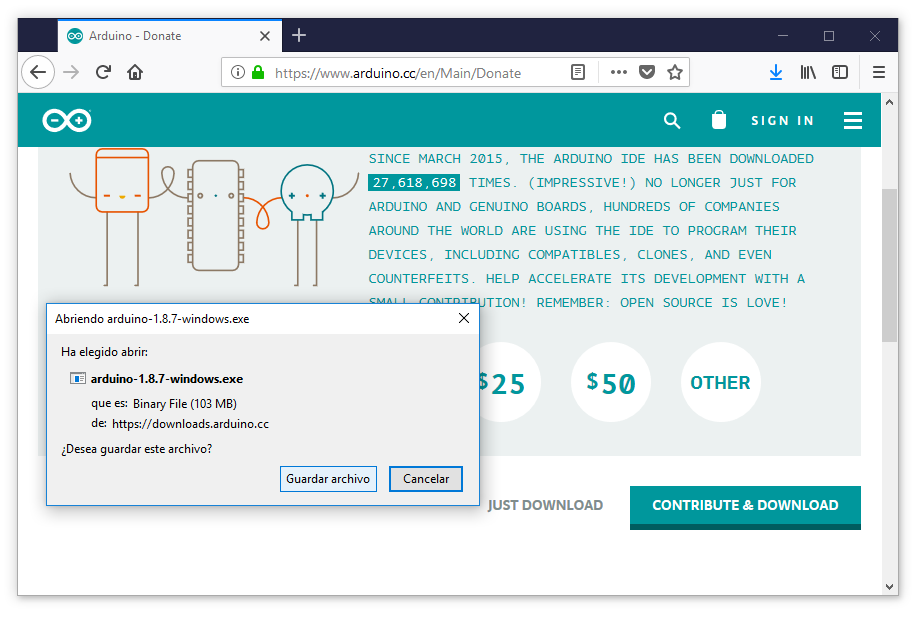 Arduino - Donate
https://www.arduino.cc/en/Main/Donate
SIGN IN
SINCE MARCH 2015, THE ARDUINO IDE HAS BEEN DOWNLOADED
27,618,698 TIMES. (IMPRESSIVE!) NO LONGER JUST FOR
ARDUINO AND GENUINO BOARDS, HUNDREDS OF COMPANIES
AROUND THE WORLD ARE USING THE IDE TO PROGRAM THEIR
DEVICES, INCLUDING COMPATIBLES, CLONES, AND EVEN
COUNTERFEITS. HELP ACCELERATE ITS DEVELOPMENT WITH A
SMALL CONTRIBUTION! REMEMBER: OPEN SOURCE IS LOVE!
Abriendo arduino-1.8.7-windows.exe
Ha elegido abrir:
arduino-1.8.7-windows.exe
que es: Binary File (103 MB)
de: https://downloads.arduino.cc
¿Desea guardar este archivo?
Guardar archivo Cancelar
$25 $50 OTHER
JUST DOWNLOAD CONTRIBUTE & DOWNLOAD